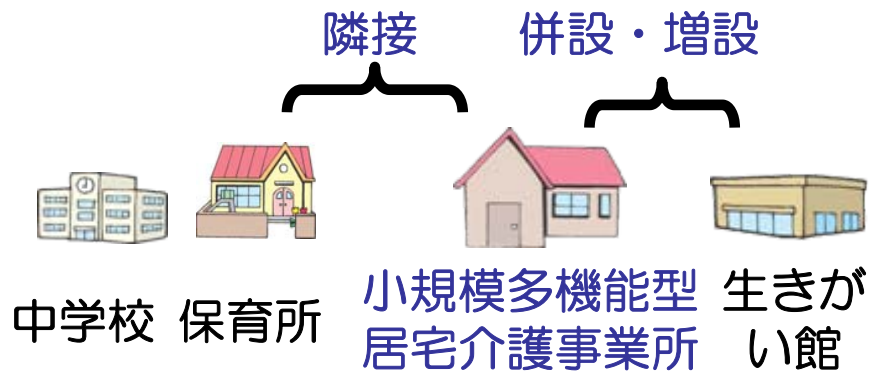 隣接
併設・増設
中学校
保育所
小規模多機能型
居宅介護事業所
生きが
い館